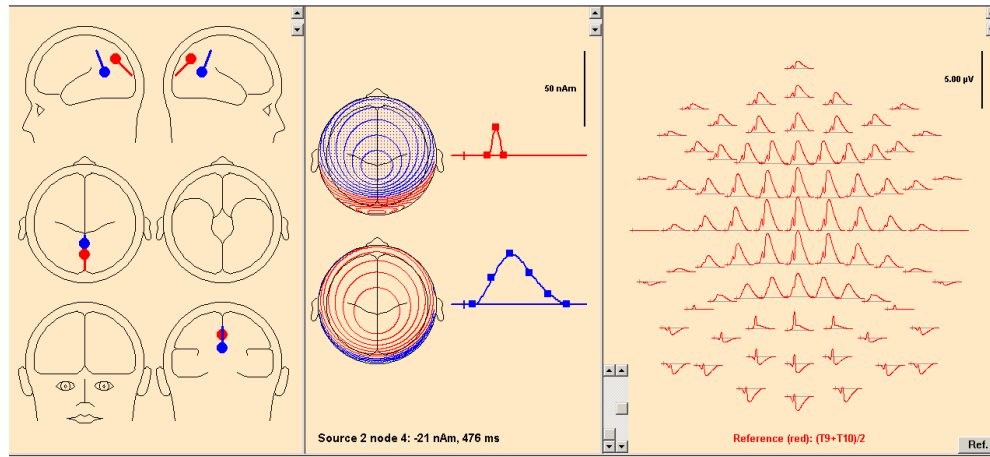 50 nAm
5.00 µV
Source 2 node 4: -21 nAm, 476 ms
Reference (red): (T9+T10)/2
Ref.